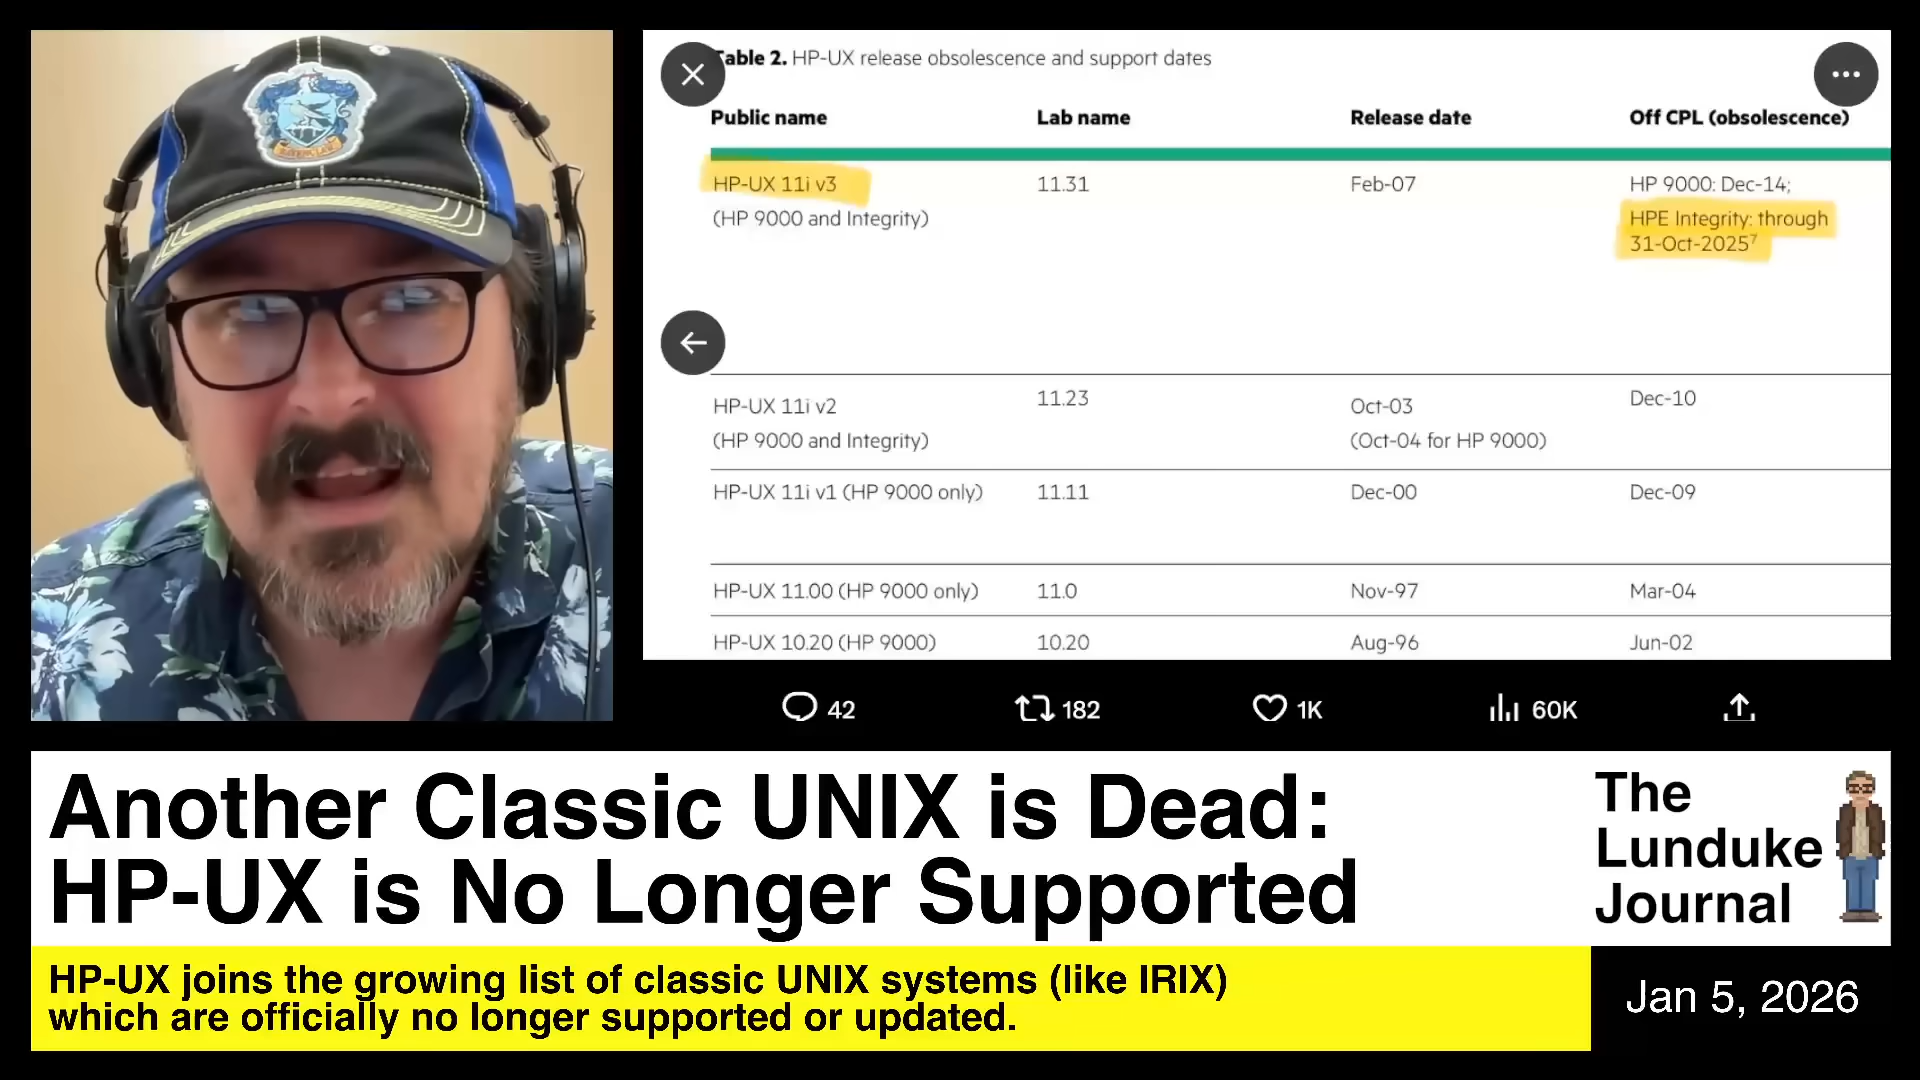 Table 2. HP-UX release obsolescence and support dates
Public name Lab name Release date Off CPL (obsolescence)
HP-UX 11i v3 11.31 Feb-07 HP 9000: Dec-14;
(HP 9000 and Integrity) HPE Integrity: through
31-Oct-2025⁷
HP-UX 11i v2 11.23 Oct-03 Dec-10
(HP 9000 and Integrity) (Oct-04 for HP 9000)
HP-UX 11i v1 (HP 9000 only) 11.11 Dec-00 Dec-09
HP-UX 11.00 (HP 9000 only) 11.0 Nov-97 Mar-04
HP-UX 10.20 (HP 9000) 10.20 Aug-96 Jun-02
42 182 1K 60K
Another Classic UNIX is Dead:
HP-UX is No Longer Supported
The
Lunduke
Journal
HP-UX joins the growing list of classic UNIX systems (like IRIX)
which are officially no longer supported or updated.
Jan 5, 2026